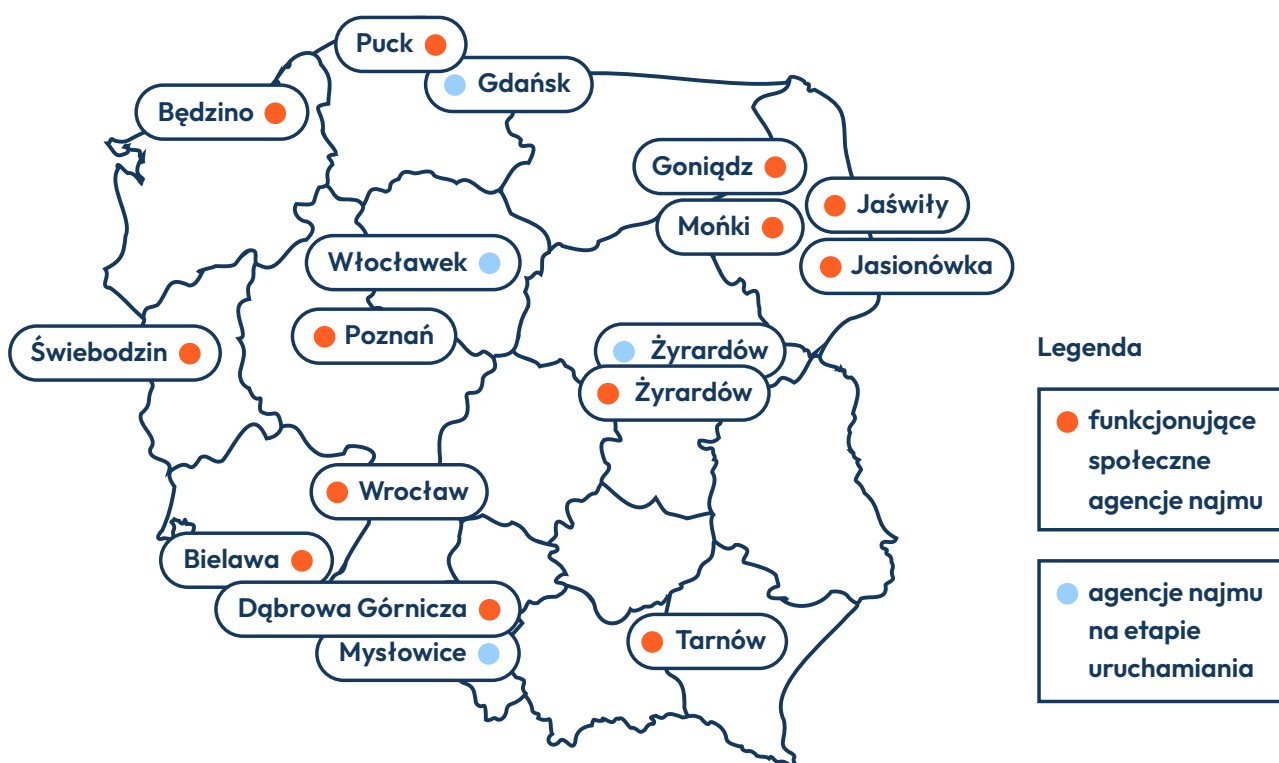 Puck
Gdańsk
Będzino
Goniądz
Jaświły
Mońki
Jasionówka
Włocławek
Poznań
Świebodzin
Żyrardów
Żyrardów
Wrocław
Bielawa
Dąbrowa Górnicza
Mysłowice
Tarnów
Legenda
funkcjonujące
społeczne
agencje najmu
agencje najmu
na etapie
uruchamiania